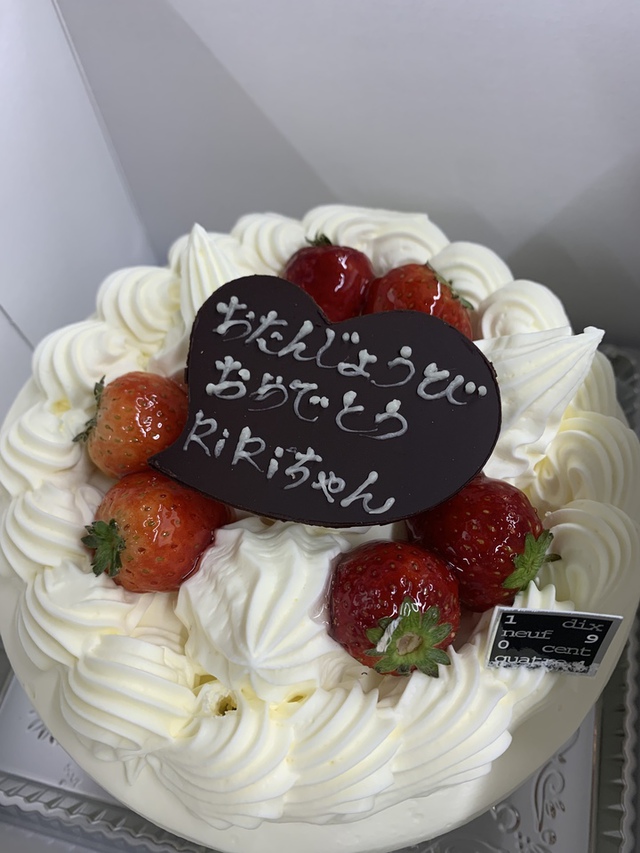 おたんじょうとび
おめでとう
RiRiちゃん
1 dix
neuf 9
0 cent
quatre